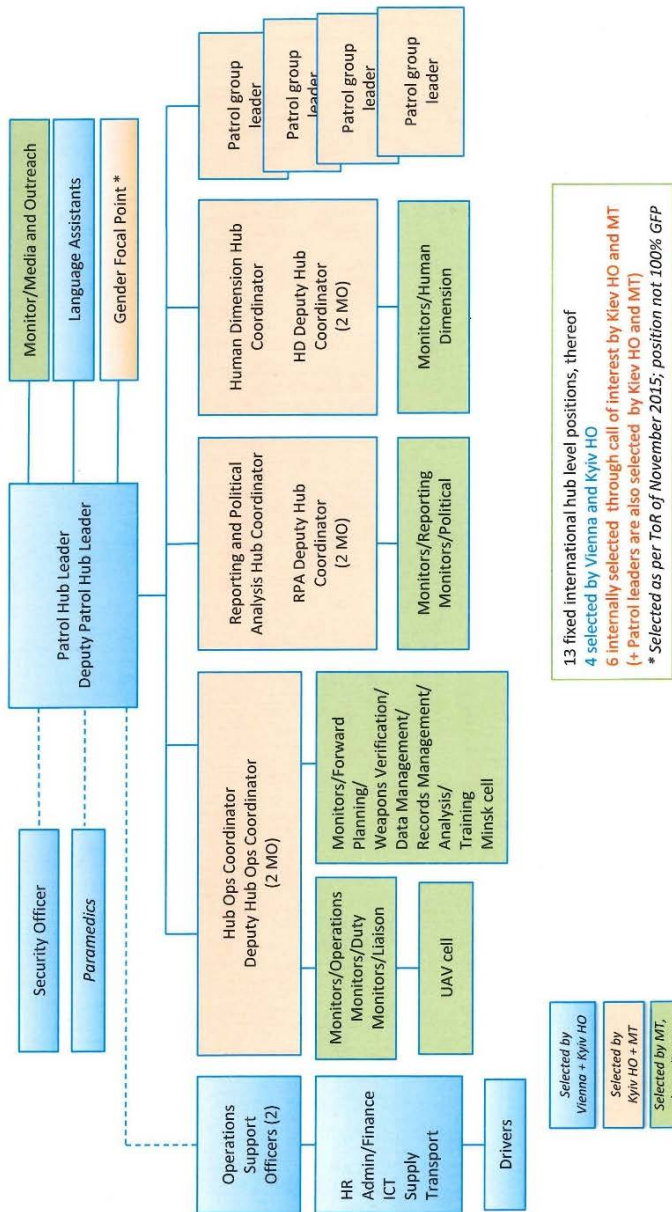 Patrol Hub Leader
Deputy Patrol Hub Leader
Monitor/Media and Outreach
Language Assistants
Gender Focal Point *
Security Officer
Paramedics
Operations
Support
Officers (2)
HR
Admin/Finance
ICT
Supply
Transport
Drivers
Hub Ops Coordinator
Deputy Hub Ops Coordinator
(2 MO)
Monitors/Operations
Monitors/Duty
Monitors/Liaison
UAV cell
Monitors/Forward
Planning/
Weapons Verification/
Data Management/
Records Management/
Analysis/
Training
Minsk cell
Reporting and Political
Analysis Hub Coordinator
RPA Deputy Hub
Coordinator
(2 MO)
Monitors/Reporting
Monitors/Political
Human Dimension Hub
Coordinator
HD Deputy Hub
Coordinator
(2 MO)
Monitors/Human
Dimension
Patrol group
leader
Patrol group
leader
Patrol group
leader
Patrol group
leader
Selected by
Vienna + Kyiv HO
Selected by
Kyiv HO + MT
Selected by MT,
13 fixed international hub level positions, thereof
4 selected by Vienna and Kyiv HO
6 internally selected through call of interest by Kiev HO and MT
(+ Patrol leaders are also selected by Kiev HO and MT)
* Selected as per ToR of November 2015; position not 100% GFP